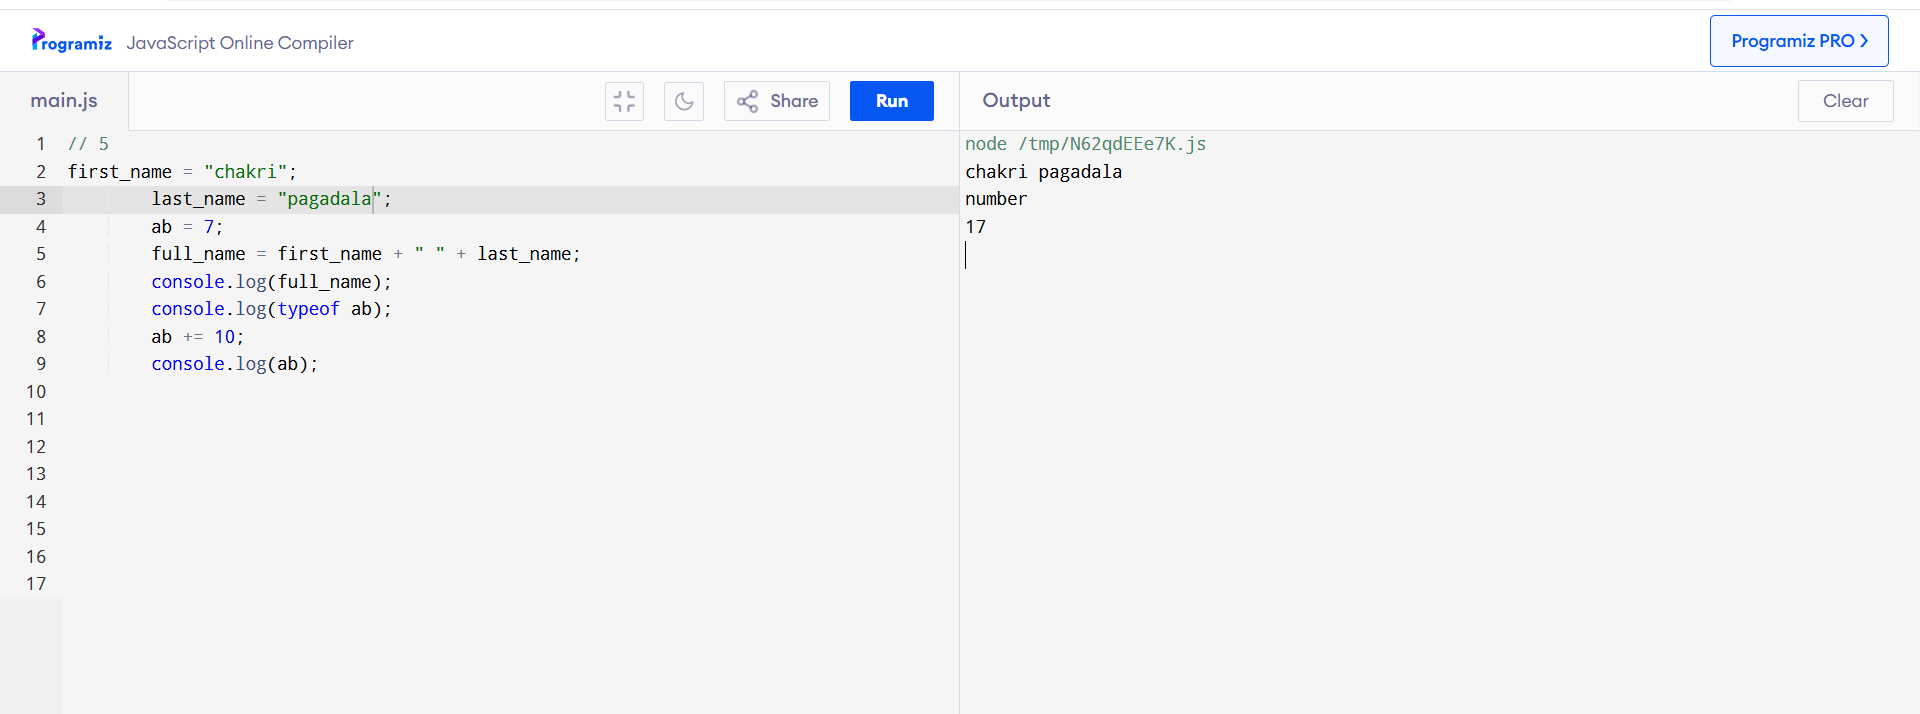 Programiz JavaScript Online Compiler
Programiz PRO
main.js
Share
Run
Output
Clear
1 // 5
2 first_name = "chakri";
3 last_name = "pagadala";
4 ab = 7;
5 full_name = first_name + " " + last_name;
6 console.log(full_name);
7 console.log(typeof ab);
8 ab += 10;
9 console.log(ab);
10
11
12
13
14
15
16
17
node /tmp/N62qdEEe7K.js
chakri pagadala
number
17